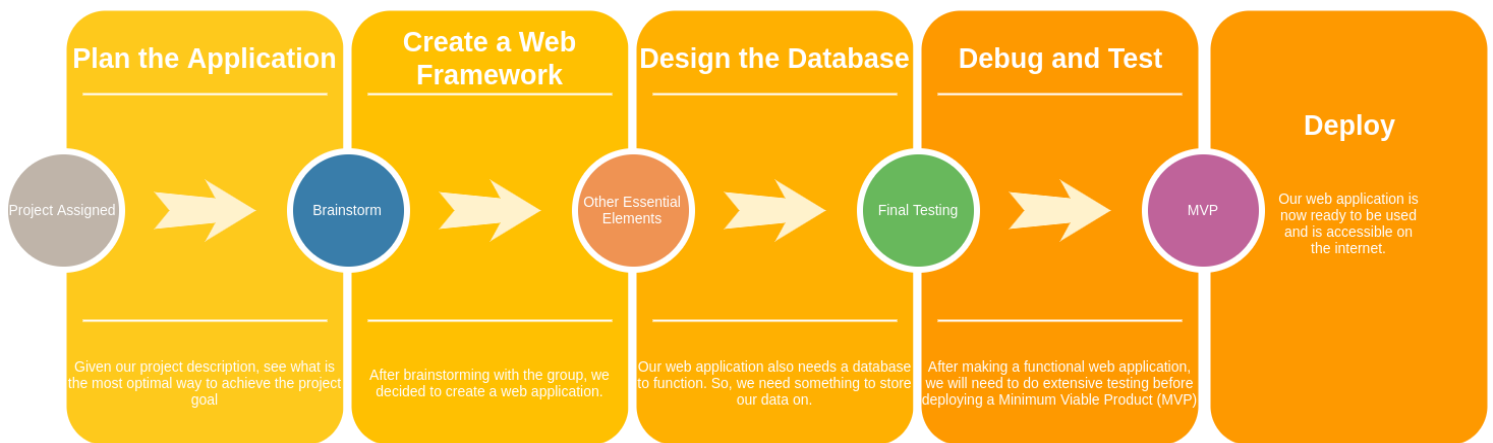 Plan the Application
Project Assigned
Given our project description, see what is
the most optimal way to achieve the project
goal
Create a Web
Framework
Brainstorm
After brainstorming with the group, we
decided to create a web application.
Design the Database
Other Essential
Elements
Our web application also needs a database
to function. So, we need something to store
our data on.
Debug and Test
Final Testing
After making a functional web application,
we will need to do extensive testing before
deploying a Minimum Viable Product (MVP)
Deploy
MVP
Our web application is
now ready to be used
and is accessible on
the internet.